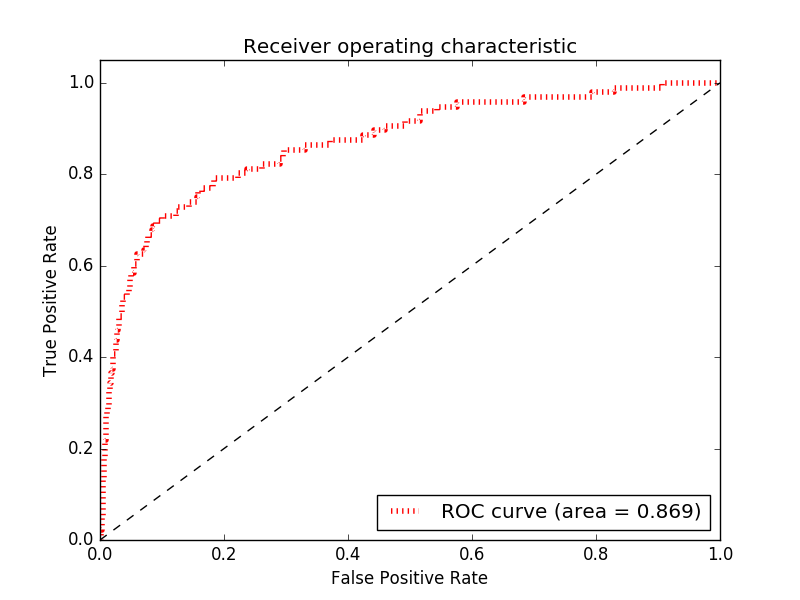 Receiver operating characteristic
1.0
0.8
0.6
0.4
0.2
0.0
True Positive Rate
ROC curve (area = 0.869)
0.0 0.2 0.4 0.6 0.8 1.0
False Positive Rate